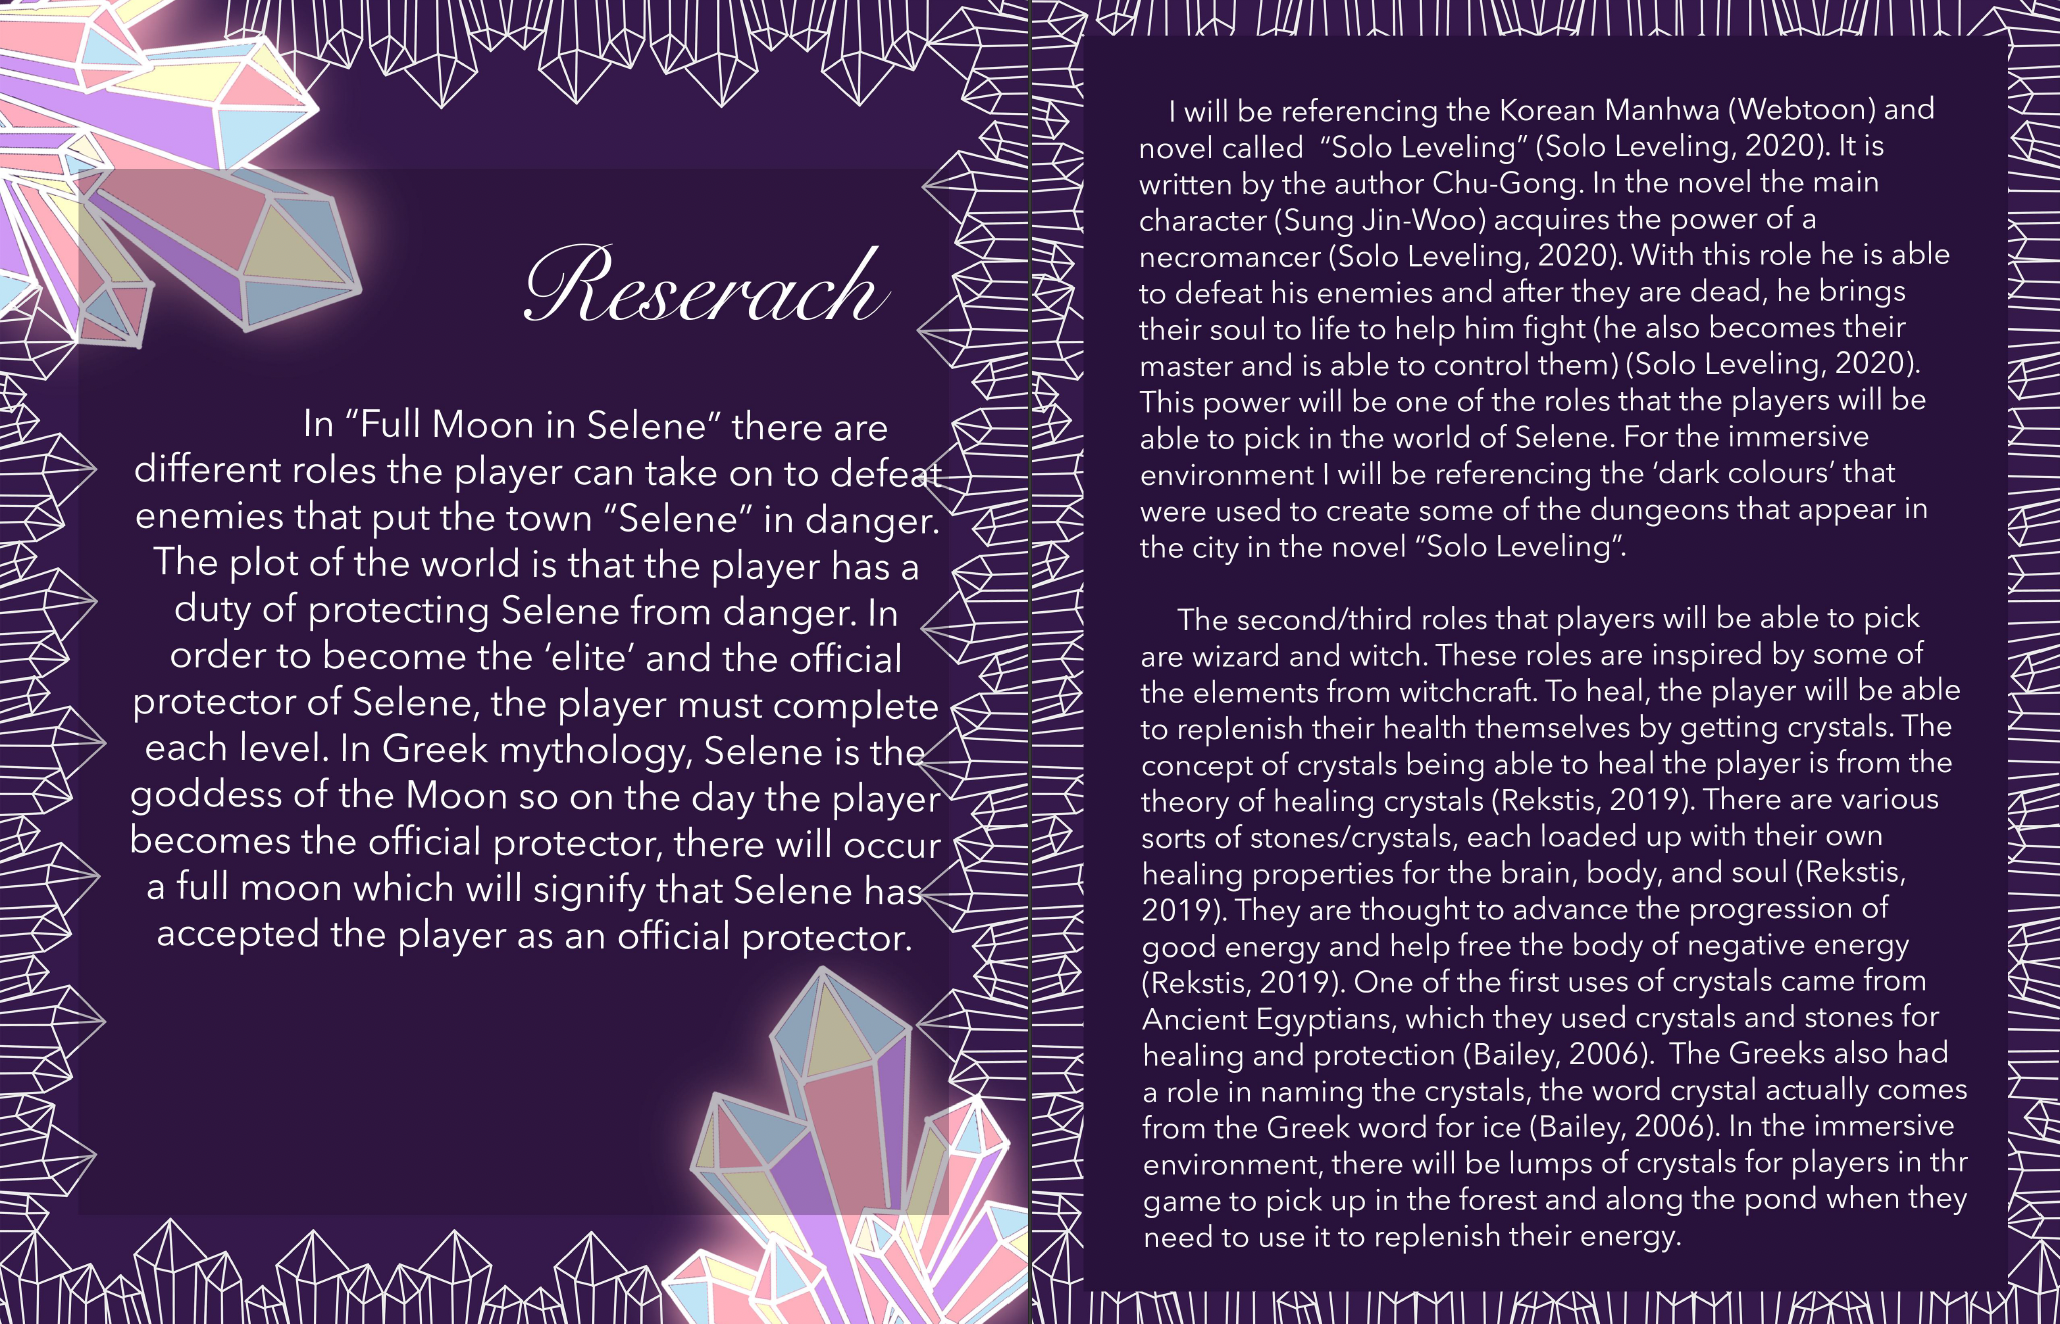 Reserach
In “Full Moon in Selene” there are
different roles the player can take on to defeat
enemies that put the town “Selene” in danger.
The plot of the world is that the player has a
duty of protecting Selene from danger. In
order to become the ‘elite’ and the official
protector of Selene, the player must complete
each level. In Greek mythology, Selene is the
goddess of the Moon so on the day the player
becomes the official protector, there will occur
a full moon which will signify that Selene has
accepted the player as an official protector.
I will be referencing the Korean Manhwa (Webtoon) and
novel called  “Solo Leveling” (Solo Leveling, 2020). It is
written by the author Chu-Gong. In the novel the main
character (Sung Jin-Woo) acquires the power of a
necromancer (Solo Leveling, 2020). With this role he is able
to defeat his enemies and after they are dead, he brings
their soul to life to help him fight (he also becomes their
master and is able to control them) (Solo Leveling, 2020).
This power will be one of the roles that the players will be
able to pick in the world of Selene. For the immersive
environment I will be referencing the ‘dark colours’ that
were used to create some of the dungeons that appear in
the city in the novel “Solo Leveling”.
The second/third roles that players will be able to pick
are wizard and witch. These roles are inspired by some of
the elements from witchcraft. To heal, the player will be able
to replenish their health themselves by getting crystals. The
concept of crystals being able to heal the player is from the
theory of healing crystals (Rekstis, 2019). There are various
sorts of stones/crystals, each loaded up with their own
healing properties for the brain, body, and soul (Rekstis,
2019). They are thought to advance the progression of
good energy and help free the body of negative energy
(Rekstis, 2019). One of the first uses of crystals came from
Ancient Egyptians, which they used crystals and stones for
healing and protection (Bailey, 2006).  The Greeks also had
a role in naming the crystals, the word crystal actually comes
from the Greek word for ice (Bailey, 2006). In the immersive
environment, there will be lumps of crystals for players in thr
game to pick up in the forest and along the pond when they
need to use it to replenish their energy.